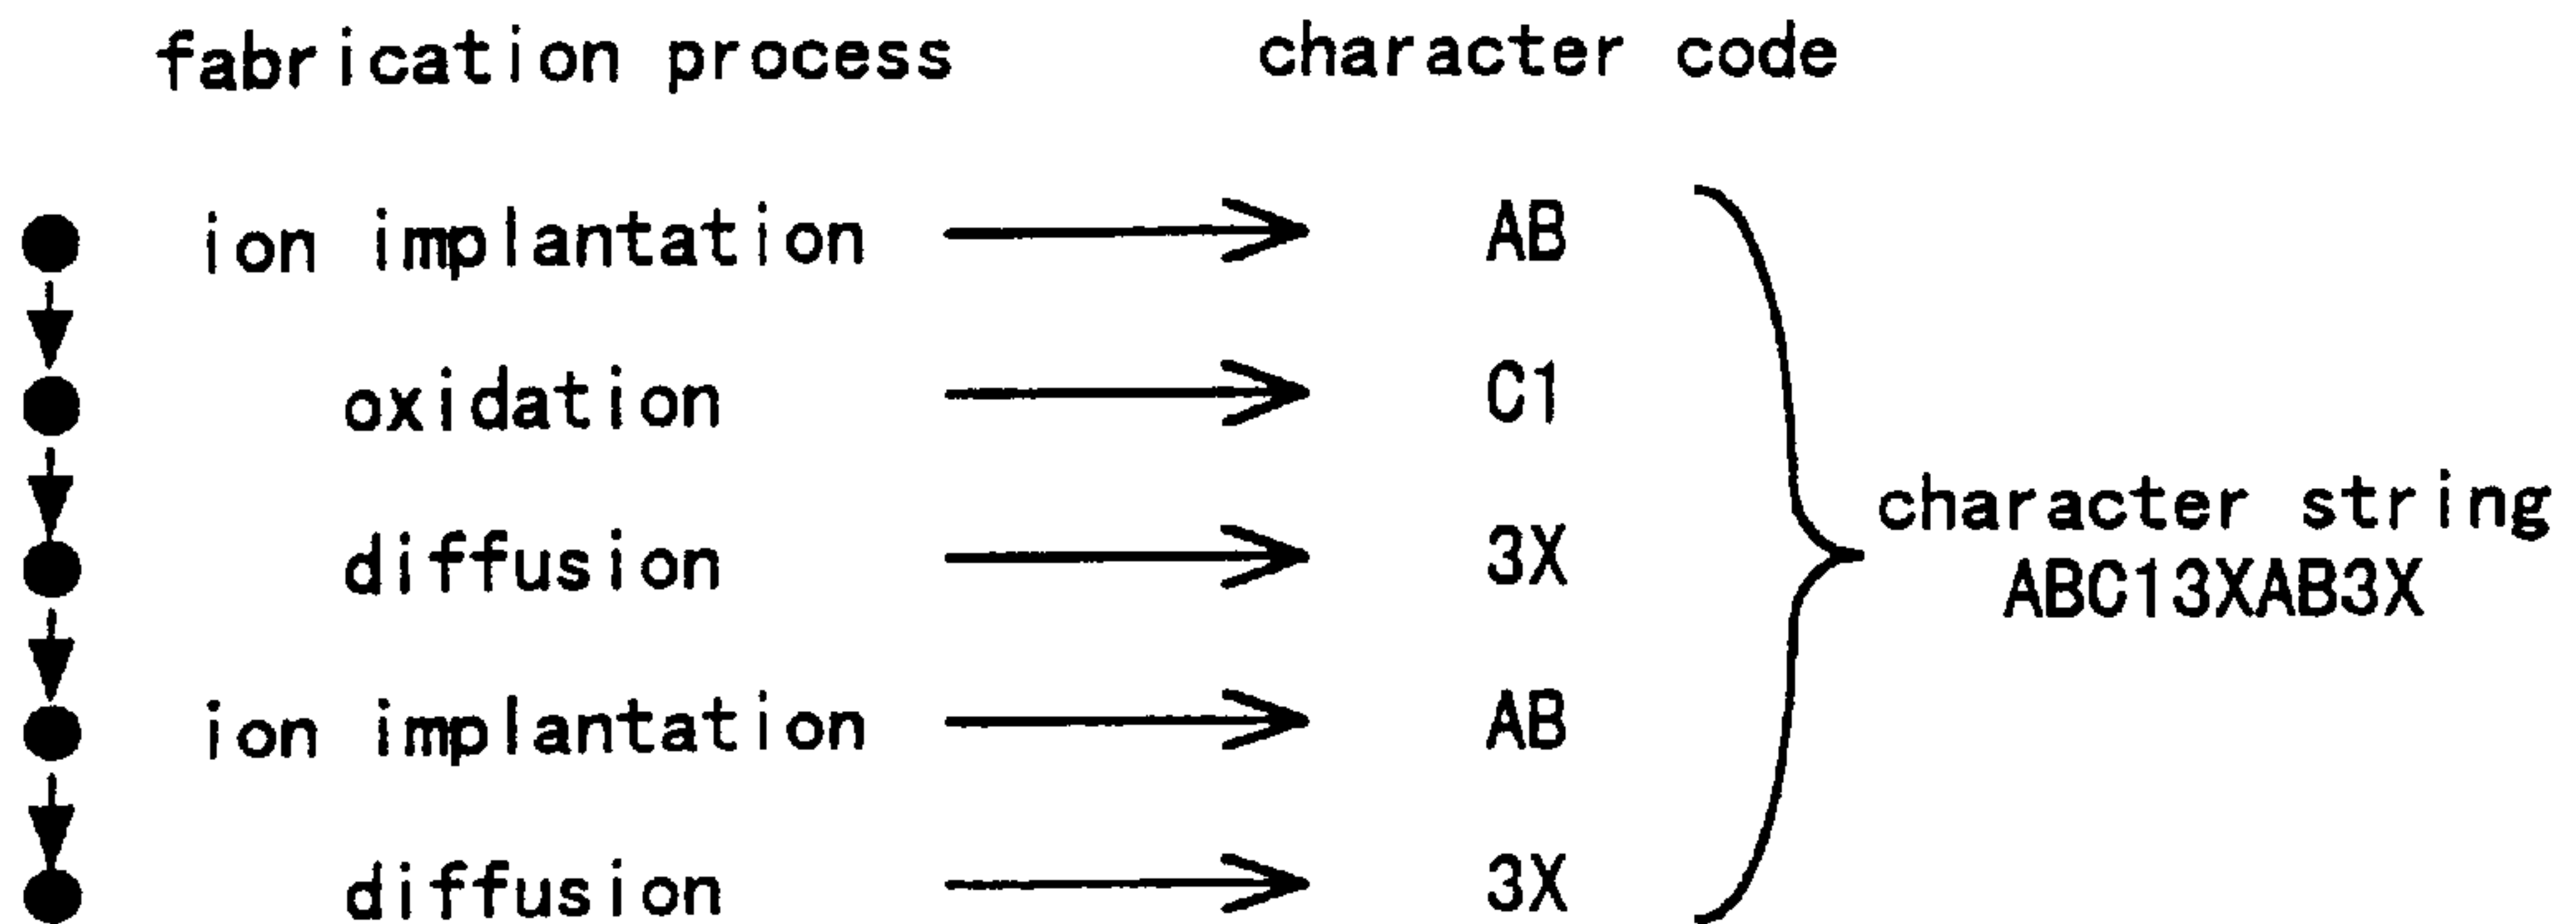 fabrication process character code
ion implantation AB
oxidation C1
diffusion 3X
character string
ABC13XAB3X
ion implantation AB
diffusion 3X